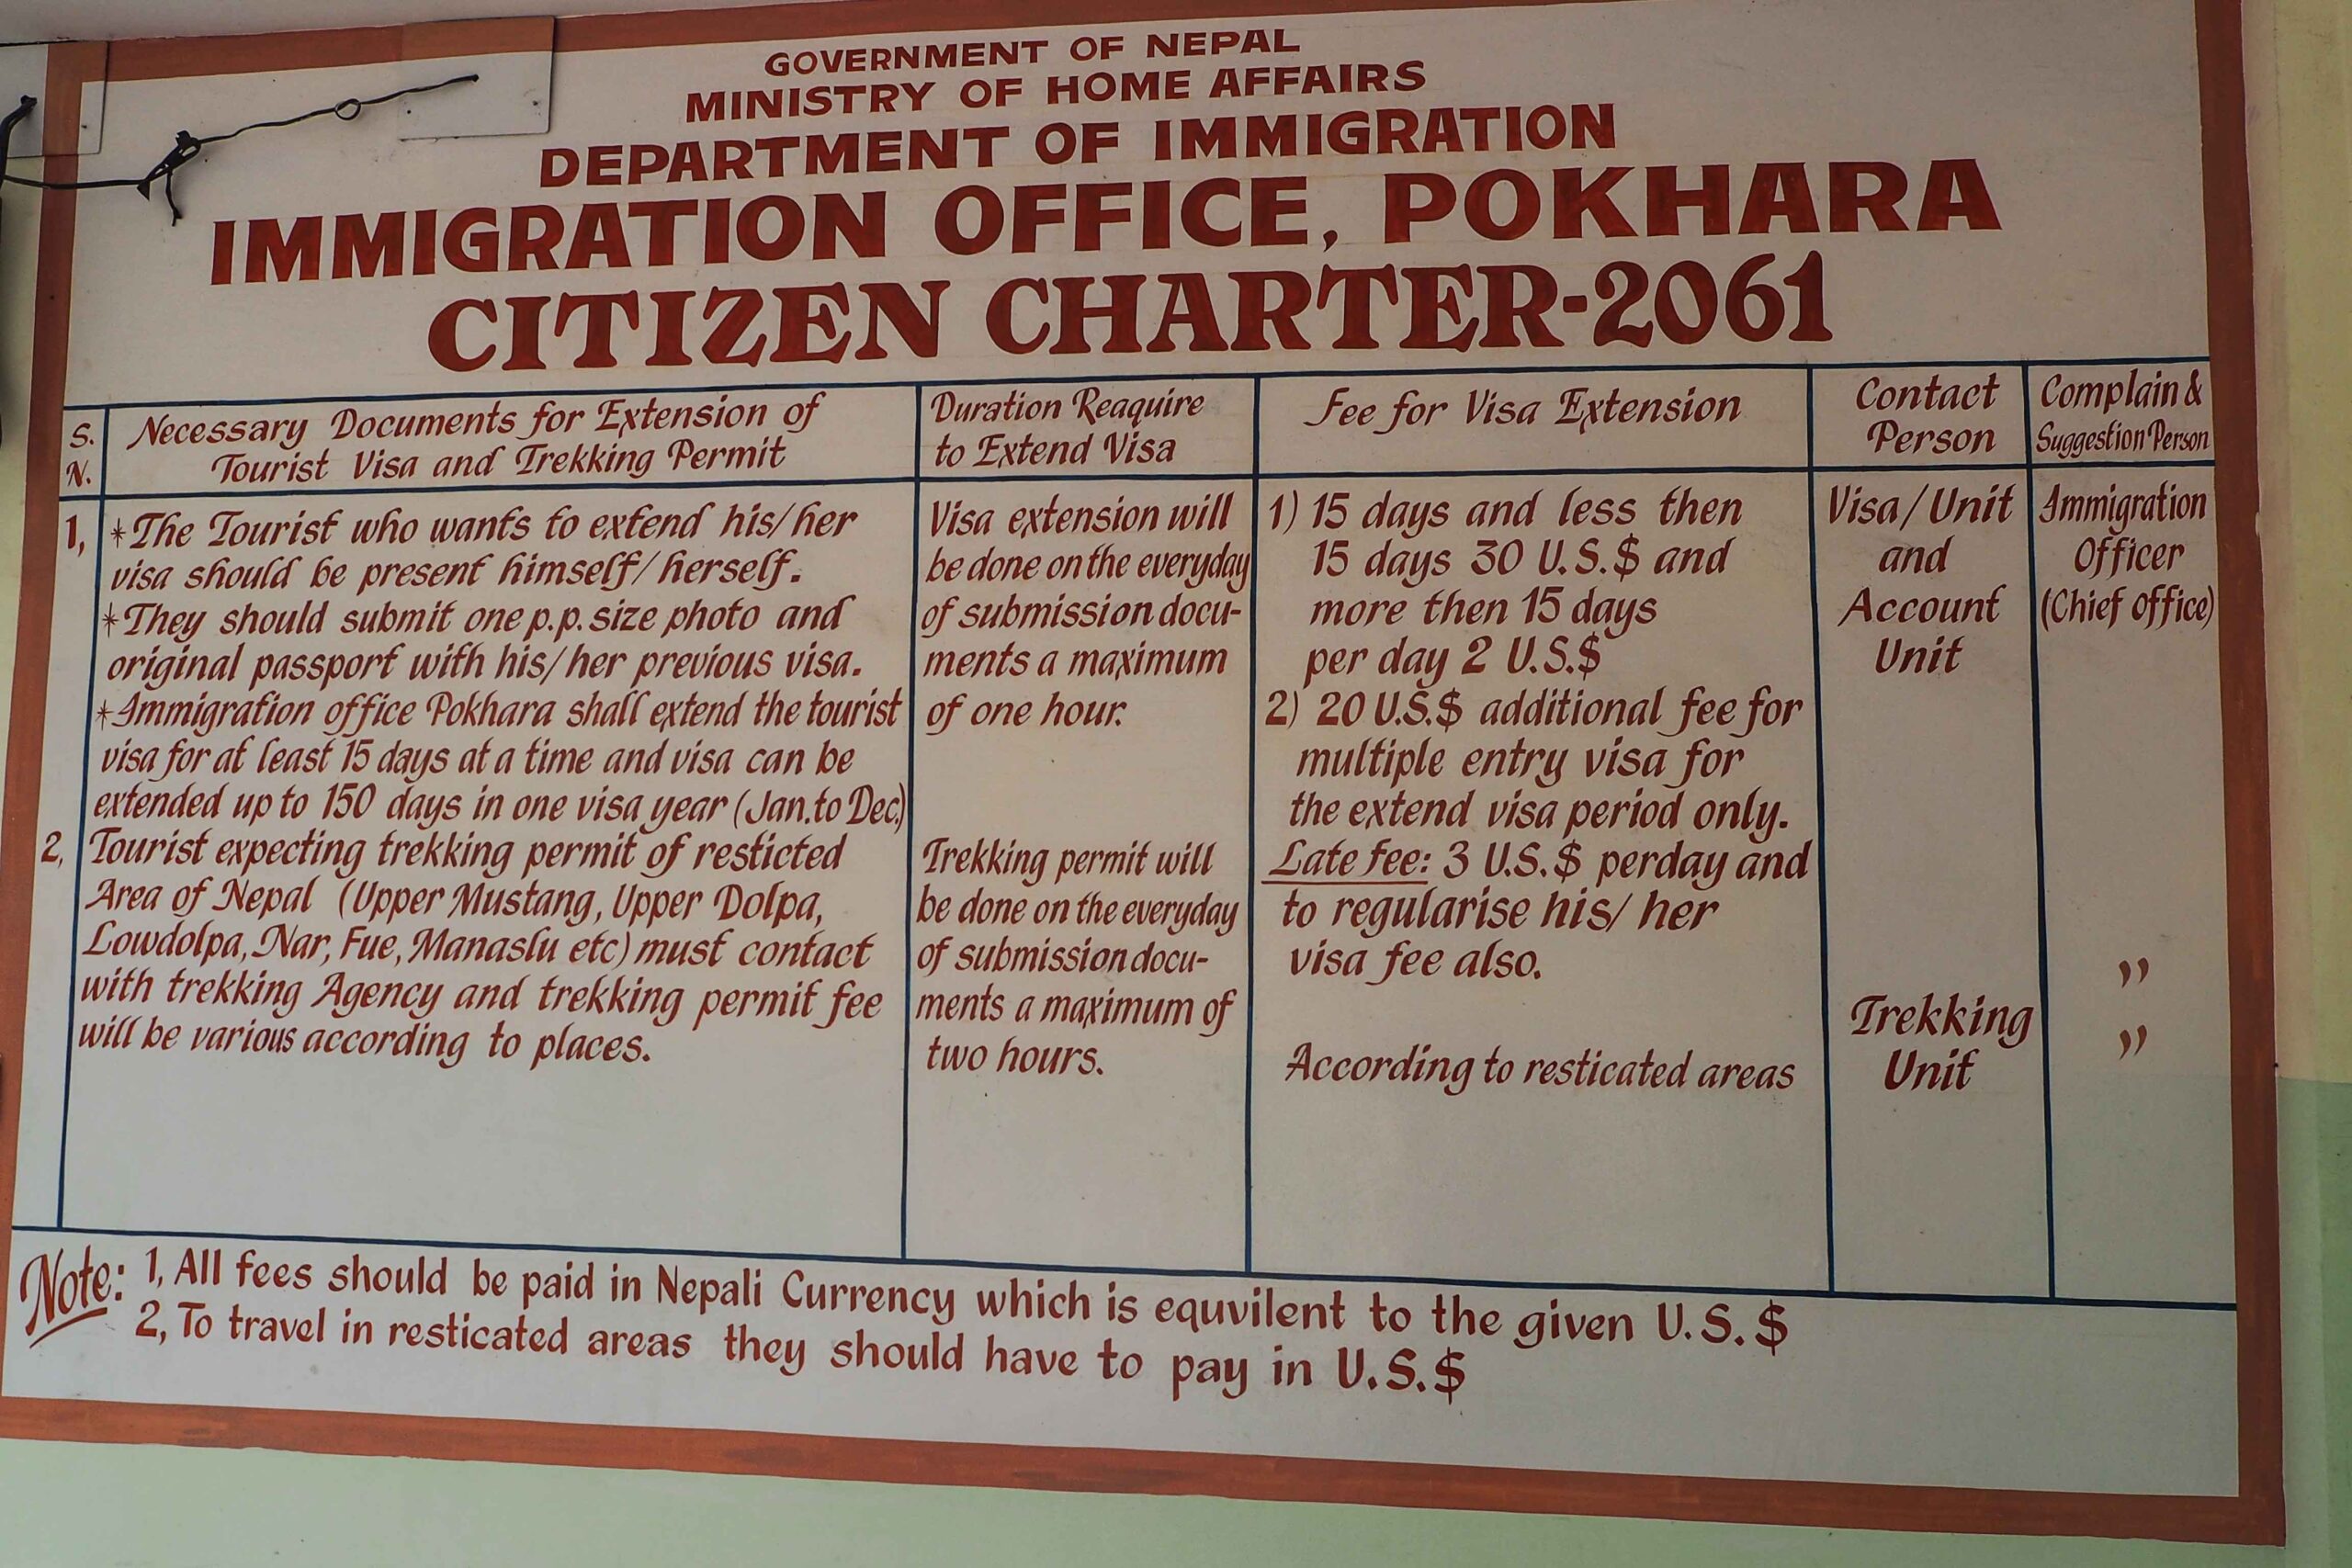 GOVERNMENT OF NEPAL
MINISTRY OF HOME AFFAIRS
DEPARTMENT OF IMMIGRATION
IMMIGRATION OFFICE, POKHARA
CITIZEN CHARTER-2061
S.
N.
Necessary Documents for Extension of
Tourist Visa and Trekking Permit
Duration Reaquire
to Extend Visa
Fee for Visa Extension
Contact
Person
Complain &
Suggestion Person
1, *The Tourist who wants to extend his/her
visa should be present himself/herself.
*They should submit one p.p. size photo and
original passport with his/her previous visa.
*Immigration office Pokhara shall extend the tourist
visa for at least 15 days at a time and visa can be
extended up to 150 days in one visa year (Jan.to Dec.)
Visa extension will
be done on the everyday
of submission docu-
ments a maximum
of one hour.
1) 15 days and less then
15 days 30 U.S.$ and
more then 15 days
per day 2 U.S.$
2) 20 U.S.$ additional fee for
multiple entry visa for
the extend visa period only.
Late fee: 3 U.S.$ perday and
to regularise his/ her
visa fee also.
Visa/Unit
and
Account
Unit
Immigration
Officer
(Chief office)
2, Tourist expecting trekking permit of resticted
Area of Nepal (Upper Mustang, Upper Dolpa,
Lowdolpa, Nar, Fue, Manaslu etc) must contact
with trekking Agency and trekking permit fee
will be various according to places.
Trekking permit will
be done on the everyday
of submission docu-
ments a maximum of
two hours.
According to resticated areas
Trekking
Unit
,,
,,
Note: 1, All fees should be paid in Nepali Currency which is equvilent to the given U.S.$
2, To travel in resticated areas they should have to pay in U.S.$